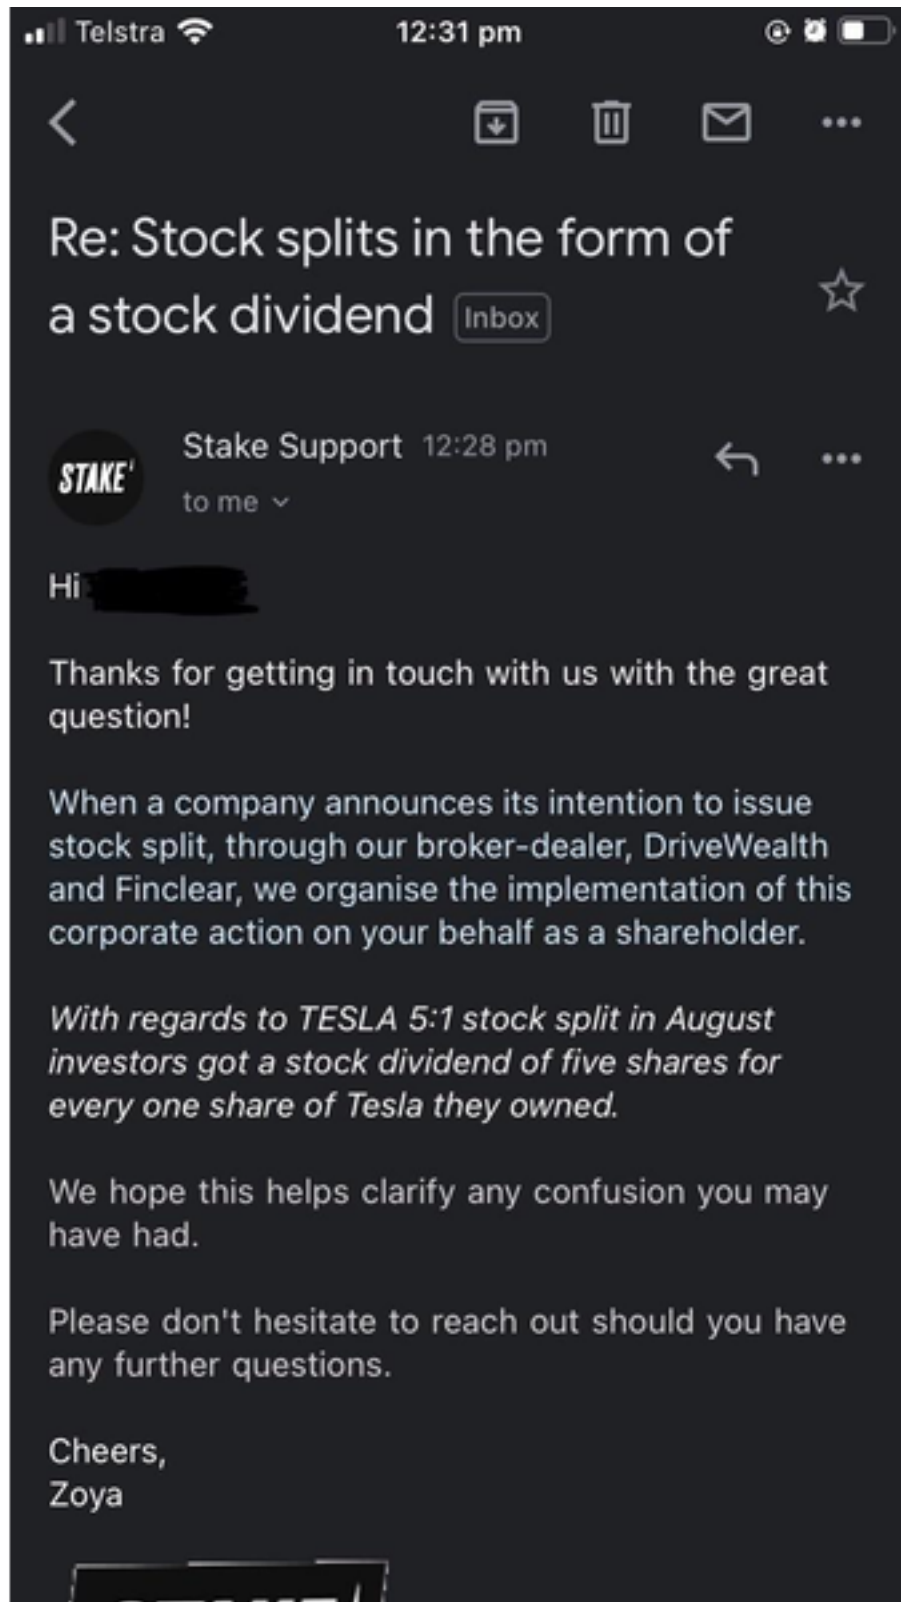 Telstra 12:31 pm
Re: Stock splits in the form of
a stock dividend Inbox
STAKE
Stake Support 12:28 pm
to me
Hi
Thanks for getting in touch with us with the great
question!
When a company announces its intention to issue
stock split, through our broker-dealer, DriveWealth
and Finclear, we organise the implementation of this
corporate action on your behalf as a shareholder.
With regards to TESLA 5:1 stock split in August
investors got a stock dividend of five shares for
every one share of Tesla they owned.
We hope this helps clarify any confusion you may
have had.
Please don't hesitate to reach out should you have
any further questions.
Cheers,
Zoya